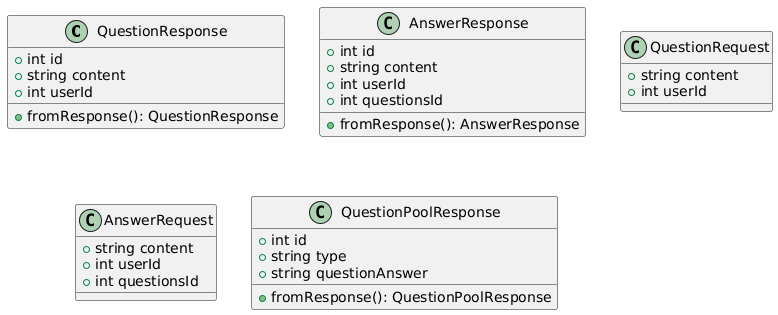 C QuestionResponse
int id
string content
int userId
fromResponse(): QuestionResponse
C AnswerResponse
int id
string content
int userId
int questionsId
fromResponse(): AnswerResponse
C QuestionRequest
string content
int userId
C AnswerRequest
string content
int userId
int questionsId
C QuestionPoolResponse
int id
string type
string questionAnswer
fromResponse(): QuestionPoolResponse